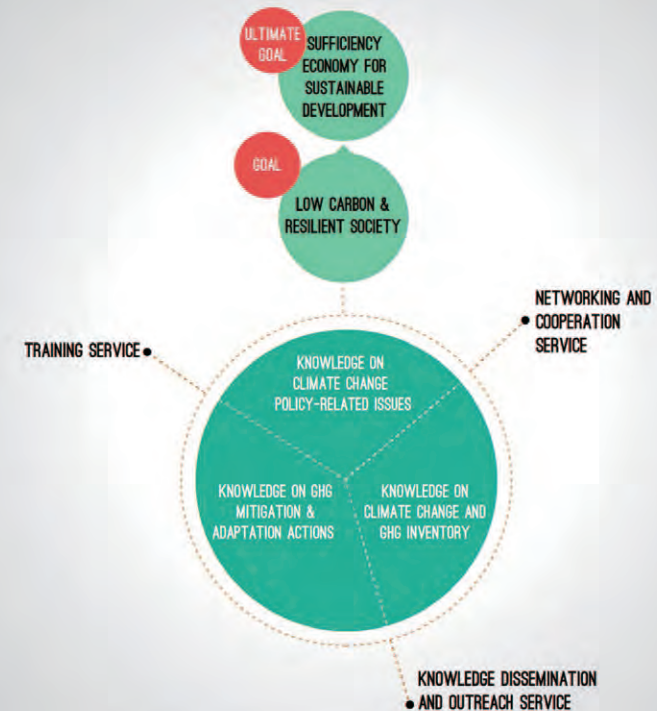 ULTIMATE
GOAL
SUFFICIENCY
ECONOMY FOR
SUSTAINABLE
DEVELOPMENT
GOAL
LOW CARBON &
RESILIENT SOCIETY
NETWORKING AND
COOPERATION
SERVICE
TRAINING SERVICE
KNOWLEDGE ON
CLIMATE CHANGE
POLICY-RELATED ISSUES
KNOWLEDGE ON GHG
MITIGATION &
ADAPTATION ACTIONS
KNOWLEDGE ON
CLIMATE CHANGE AND
GHG INVENTORY
KNOWLEDGE DISSEMINATION
AND OUTREACH SERVICE